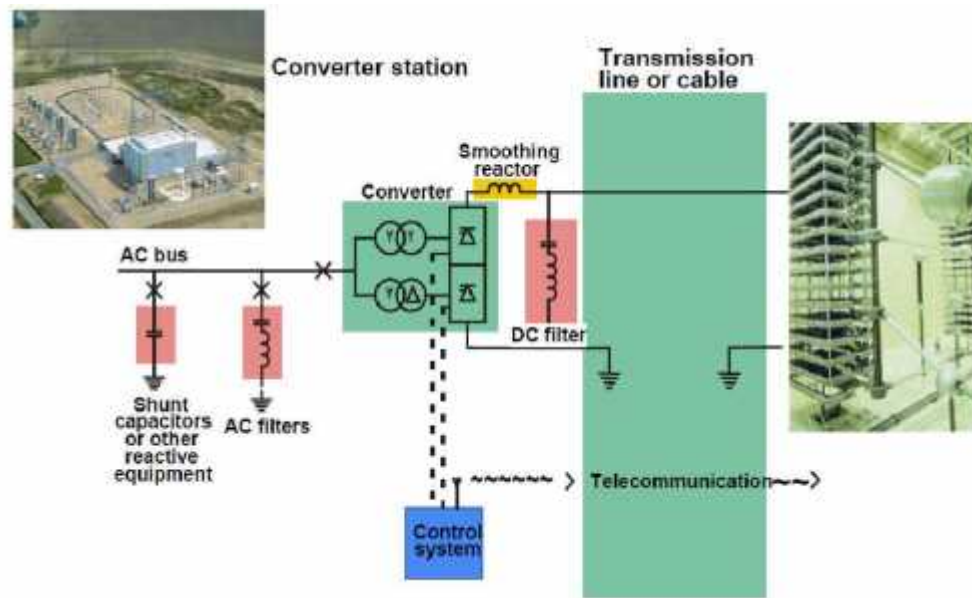 Converter station
Transmission
line or cable
Smoothing
reactor
Converter
AC bus
DC filter
Shunt
capacitors
or other
reactive
equipment
AC filters
Telecommunication
Control
system